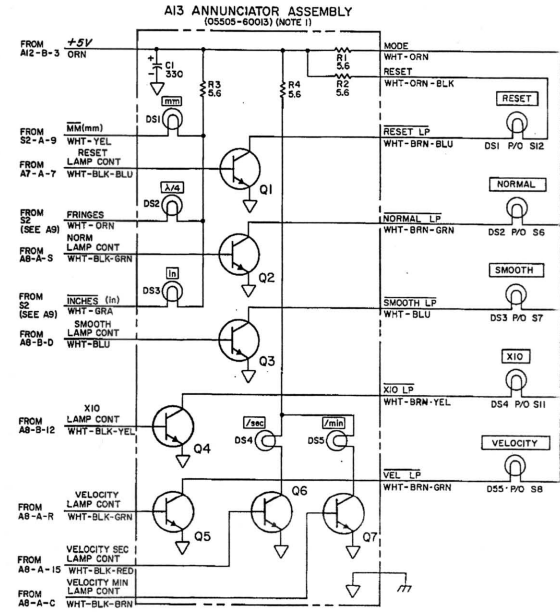 A13 ANNUNCIATOR ASSEMBLY
(05505-60013) (NOTE 1)
FROM
A12-B-3
+5V
ORN
C1
330
R3
5.6
R4
5.6
R1
5.6
R2
5.6
MODE
WHT-ORN
RESET
WHT-ORN-BLK
mm
DS1
FROM
S2-A-9
MM(mm)
WHT-YEL
RESET
LAMP CONT
FROM
A7-A-7
WHT-BLK-BLU
Q1
RESET LP
WHT-BRN-BLU
RESET
DS1 P/O S12
λ/4
DS2
FROM
S2
(SEE A9)
FRINGES
WHT-ORN
NORM
LAMP CONT
FROM
A8-A-S
WHT-BLK-GRN
Q2
NORMAL LP
WHT-BRN-GRN
NORMAL
DS2 P/O S6
in
DS3
FROM
S2
(SEE A9)
INCHES (in)
WHT-GRA
SMOOTH
LAMP CONT
FROM
A8-B-D
WHT-BLU
Q3
SMOOTH LP
WHT-BLU
SMOOTH
DS3 P/O S7
X10
LAMP CONT
FROM
A8-B-12
WHT-BLK-YEL
Q4
/sec
DS4
/min
DS5
X10 LP
WHT-BRN-YEL
X10
DS4 P/O S11
VELOCITY
LAMP CONT
FROM
A8-A-R
WHT-BLK-GRN
Q5
Q6
Q7
VEL LP
WHT-BRN-GRN
VELOCITY
DS5 P/O S8
VELOCITY SEC
LAMP CONT
FROM
A8-A-15
WHT-BLK-RED
VELOCITY MIN
LAMP CONT
FROM
A8-A-C
WHT-BLK-BRN